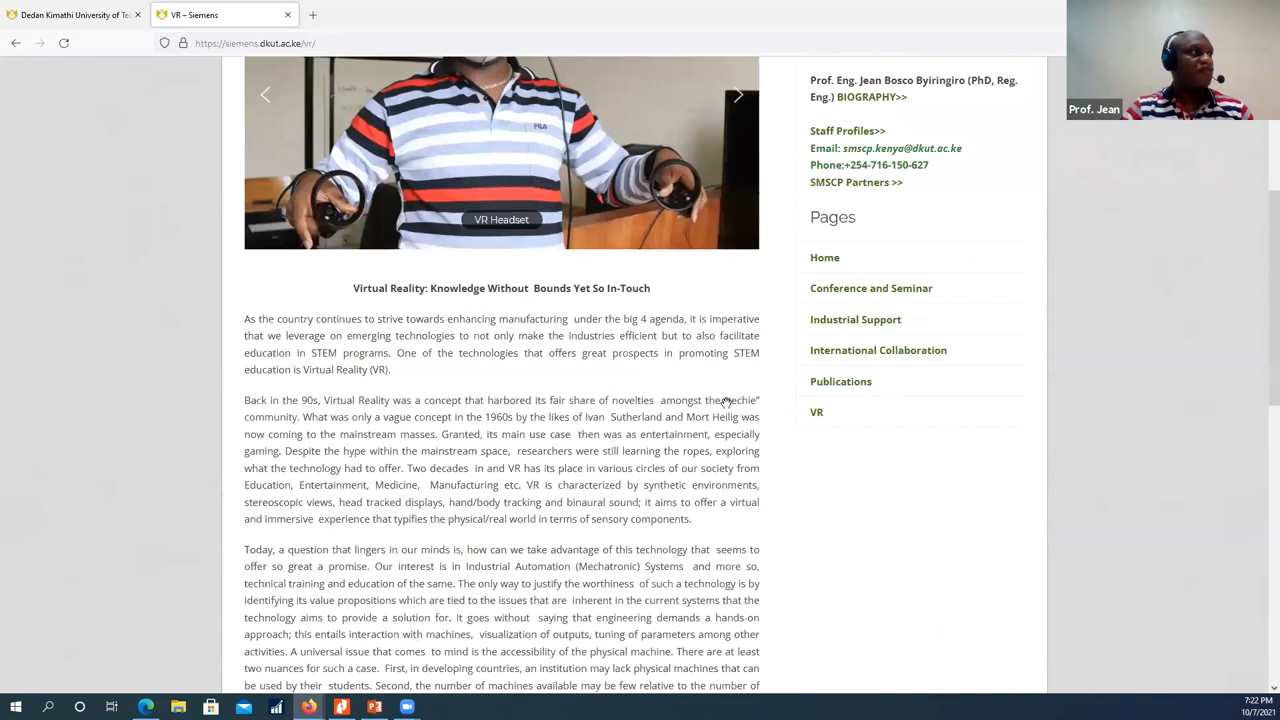 Dedan Kimathi University of Te
VR – Siemens
https://siemens.dkut.ac.ke/vr/
Prof. Jean
FILA
VR Headset
Prof. Eng. Jean Bosco Byiringiro (PhD, Reg.
Eng.) BIOGRAPHY>>
Staff Profiles>>
Email: smscp.kenya@dkut.ac.ke
Phone:+254-716-150-627
SMSCP Partners >>
Pages
Home
Conference and Seminar
Industrial Support
International Collaboration
Publications
VR
Virtual Reality: Knowledge Without Bounds Yet So In-Touch
As the country continues to strive towards enhancing manufacturing under the big 4 agenda, it is imperative
that we leverage on emerging technologies to not only make the industries efficient but to also facilitate
education in STEM programs. One of the technologies that offers great prospects in promoting STEM
education is Virtual Reality (VR).
Back in the 90s, Virtual Reality was a concept that harbored its fair share of novelties amongst the
community. What was only a vague concept in the 1960s by the likes of Ivan Sutherland and Mort Heilig was
now coming to the mainstream masses. Granted, its main use case then was as entertainment, especially
gaming. Despite the hype within the mainstream space, researchers were still learning the ropes, exploring
what the technology had to offer. Two decades in and VR has its place in various circles of our society from
Education, Entertainment, Medicine, Manufacturing etc. VR is characterized by synthetic environments,
stereoscopic views, head tracked displays, hand/body tracking and binaural sound; it aims to offer a virtual
and immersive experience that typifies the physical/real world in terms of sensory components.
Today, a question that lingers in our minds is, how can we take advantage of this technology that seems to
offer so great a promise. Our interest is in Industrial Automation (Mechatronic) Systems and more so,
technical training and education of the same. The only way to justify the worthiness of such a technology is by
identifying its value propositions which are tied to the issues that are inherent in the current systems that the
technology aims to provide a solution for. It goes without saying that engineering demands a hands-on
approach; this entails interaction with machines, visualization of outputs, tuning of parameters among other
activities. A universal issue that comes to mind is the accessibility of the physical machine. There are at least
two nuances for such a case. First, in developing countries, an institution may lack physical machines that can
be used by their students. Second, the number of machines available may be few relative to the number of
7:22 PM
10/7/2021